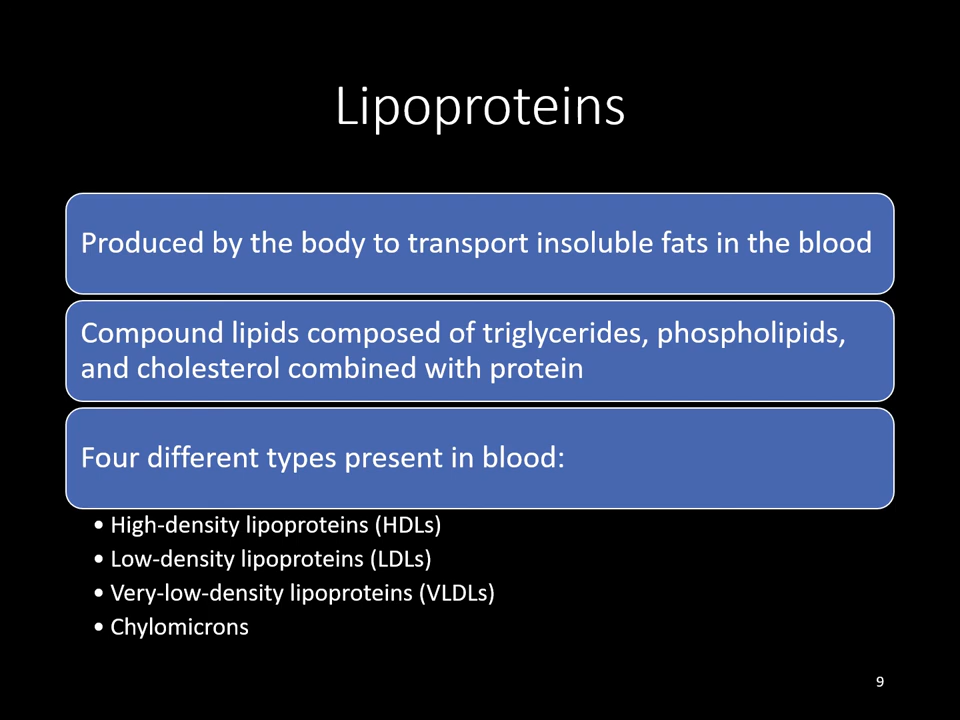 Lipoproteins
Produced by the body to transport insoluble fats in the blood
Compound lipids composed of triglycerides, phospholipids,
and cholesterol combined with protein
Four different types present in blood:
• High-density lipoproteins (HDLs)
• Low-density lipoproteins (LDLs)
• Very-low-density lipoproteins (VLDLs)
• Chylomicrons
9